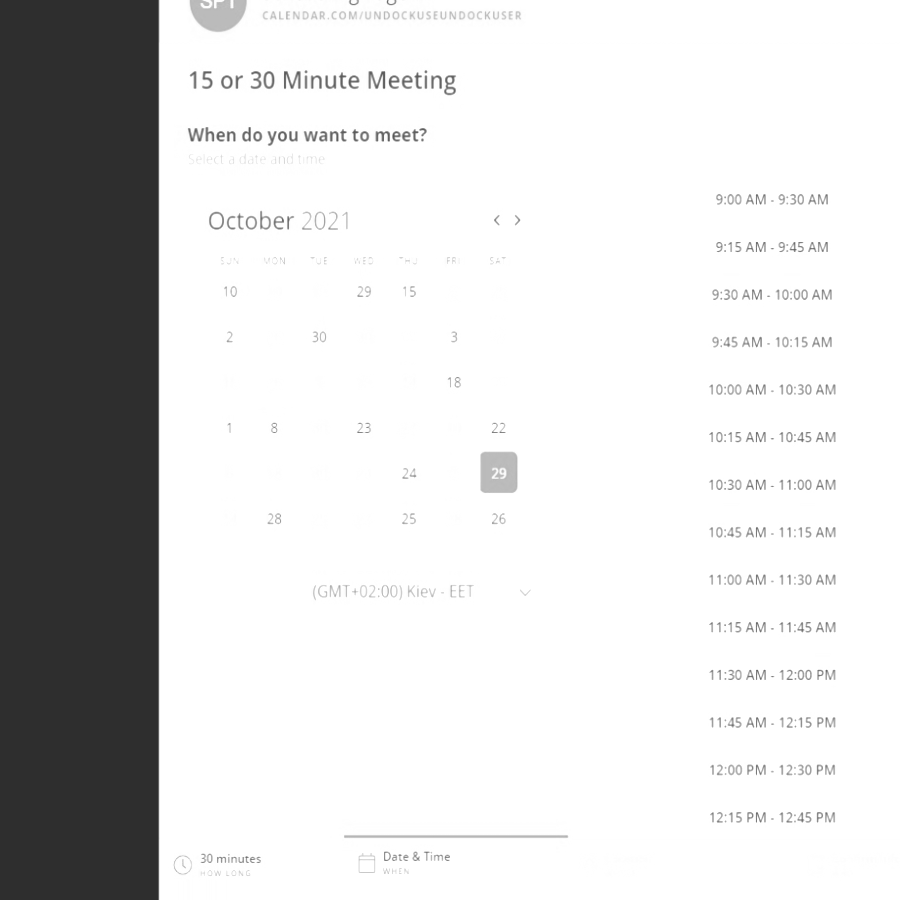 CALENDAR.COM/UNDOCKUSEUNDOCKUSER
15 or 30 Minute Meeting
When do you want to meet?
Select a date and time
October 2021
SUN MON TUE WED THU FRI SAT
10 29 15
2 30 3
18
1 8 23 22
24 29
28 25 26
(GMT+02:00) Kiev - EET
9:00 AM - 9:30 AM
9:15 AM - 9:45 AM
9:30 AM - 10:00 AM
9:45 AM - 10:15 AM
10:00 AM - 10:30 AM
10:15 AM - 10:45 AM
10:30 AM - 11:00 AM
10:45 AM - 11:15 AM
11:00 AM - 11:30 AM
11:15 AM - 11:45 AM
11:30 AM - 12:00 PM
11:45 AM - 12:15 PM
12:00 PM - 12:30 PM
12:15 PM - 12:45 PM
30 minutes
HOW LONG
Date & Time
WHEN